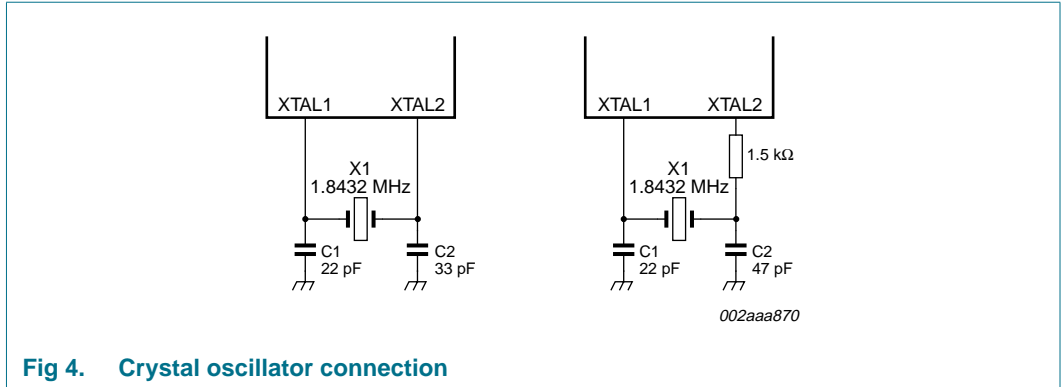 XTAL1 XTAL2
X1
1.8432 MHz
C1
22 pF
C2
33 pF
XTAL1 XTAL2
1.5 kΩ
X1
1.8432 MHz
C1
22 pF
C2
47 pF
002aaa870
Fig 4. Crystal oscillator connection